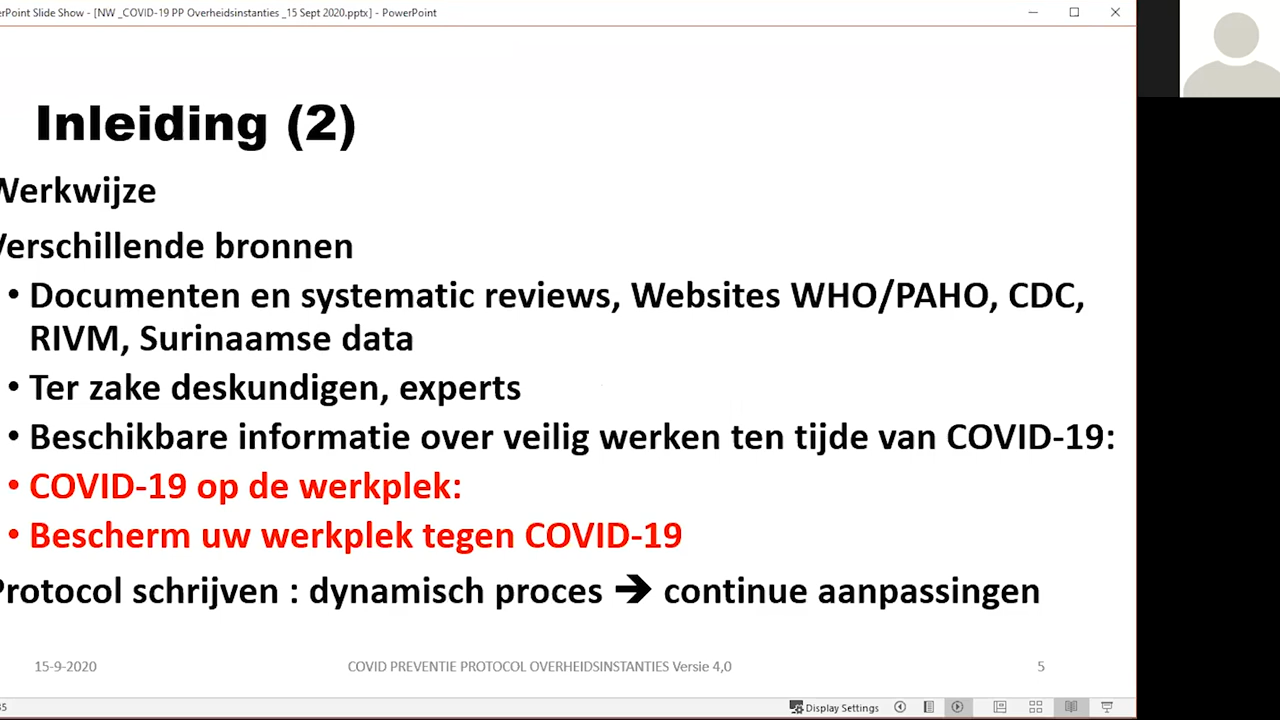 erPoint Slide Show - [NW _COVID-19 PP Overheidsinstanties _15 Sept 2020.pptx] - PowerPoint
Inleiding (2)
Werkwijze
Verschillende bronnen
• Documenten en systematic reviews, Websites WHO/PAHO, CDC,
RIVM, Surinaamse data
• Ter zake deskundigen, experts
• Beschikbare informatie over veilig werken ten tijde van COVID-19:
• COVID-19 op de werkplek:
• Bescherm uw werkplek tegen COVID-19
Protocol schrijven : dynamisch proces ➔ continue aanpassingen
15-9-2020 COVID PREVENTIE PROTOCOL OVERHEIDSINSTANTIES Versie 4,0 5
Display Settings